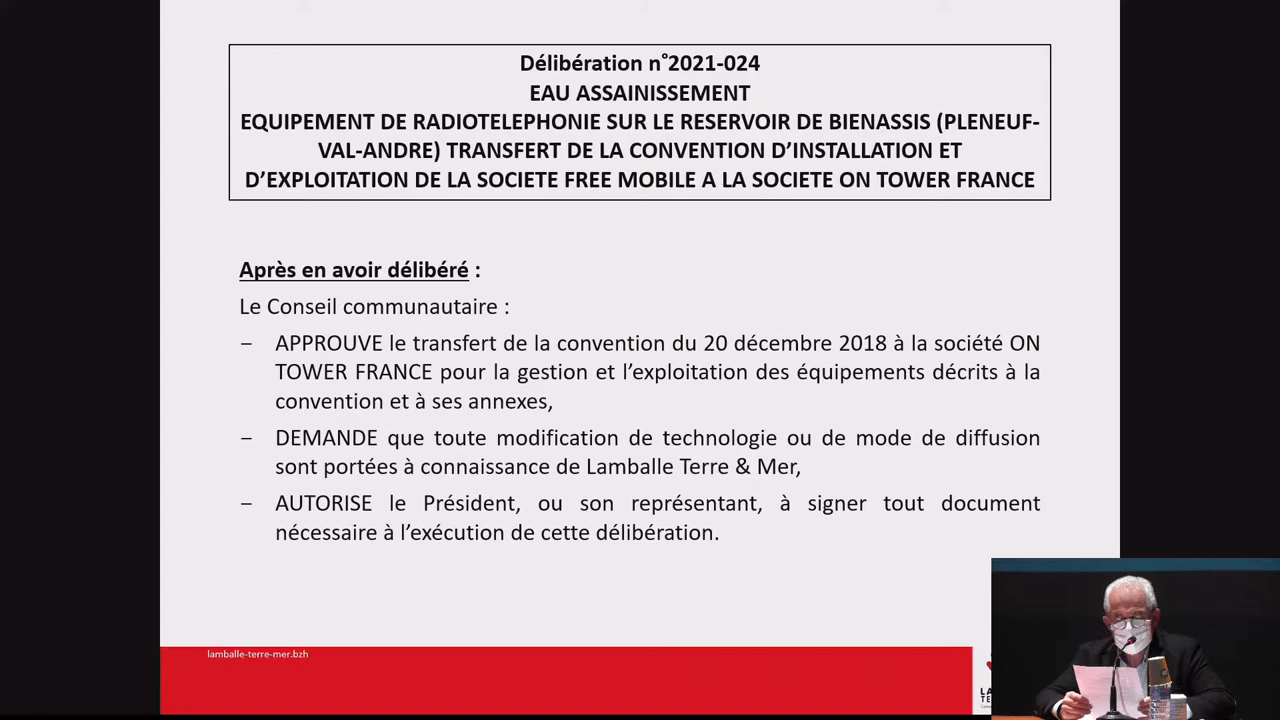 Délibération n°2021-024
EAU ASSAINISSEMENT
EQUIPEMENT DE RADIOTELEPHONIE SUR LE RESERVOIR DE BIENASSIS (PLENEUF-
VAL-ANDRE) TRANSFERT DE LA CONVENTION D’INSTALLATION ET
D’EXPLOITATION DE LA SOCIETE FREE MOBILE A LA SOCIETE ON TOWER FRANCE
Après en avoir délibéré :
Le Conseil communautaire :
– APPROUVE le transfert de la convention du 20 décembre 2018 à la société ON
TOWER FRANCE pour la gestion et l’exploitation des équipements décrits à la
convention et à ses annexes,
– DEMANDE que toute modification de technologie ou de mode de diffusion
sont portées à connaissance de Lamballe Terre & Mer,
– AUTORISE le Président, ou son représentant, à signer tout document
nécessaire à l’exécution de cette délibération.
lamballe-terre-mer.bzh